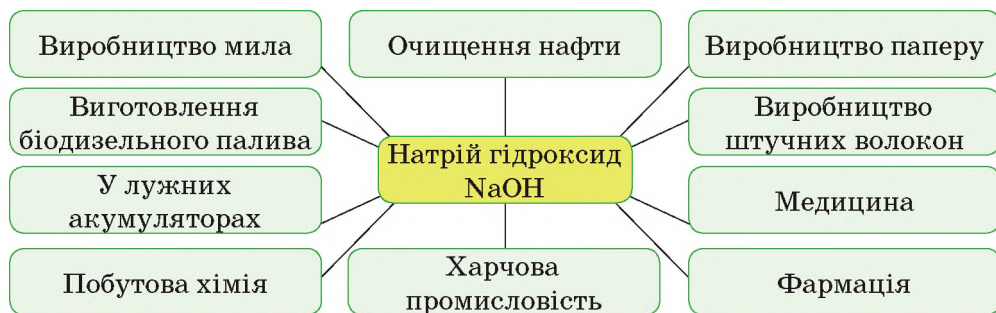 Виробництво мила
Очищення нафти
Виробництво паперу
Виготовлення
біодизельного палива
Натрій гідроксид
NaOH
Виробництво
штучних волокон
У лужних
акумуляторах
Медицина
Побутова хімія
Харчова
промисловість
Фармація